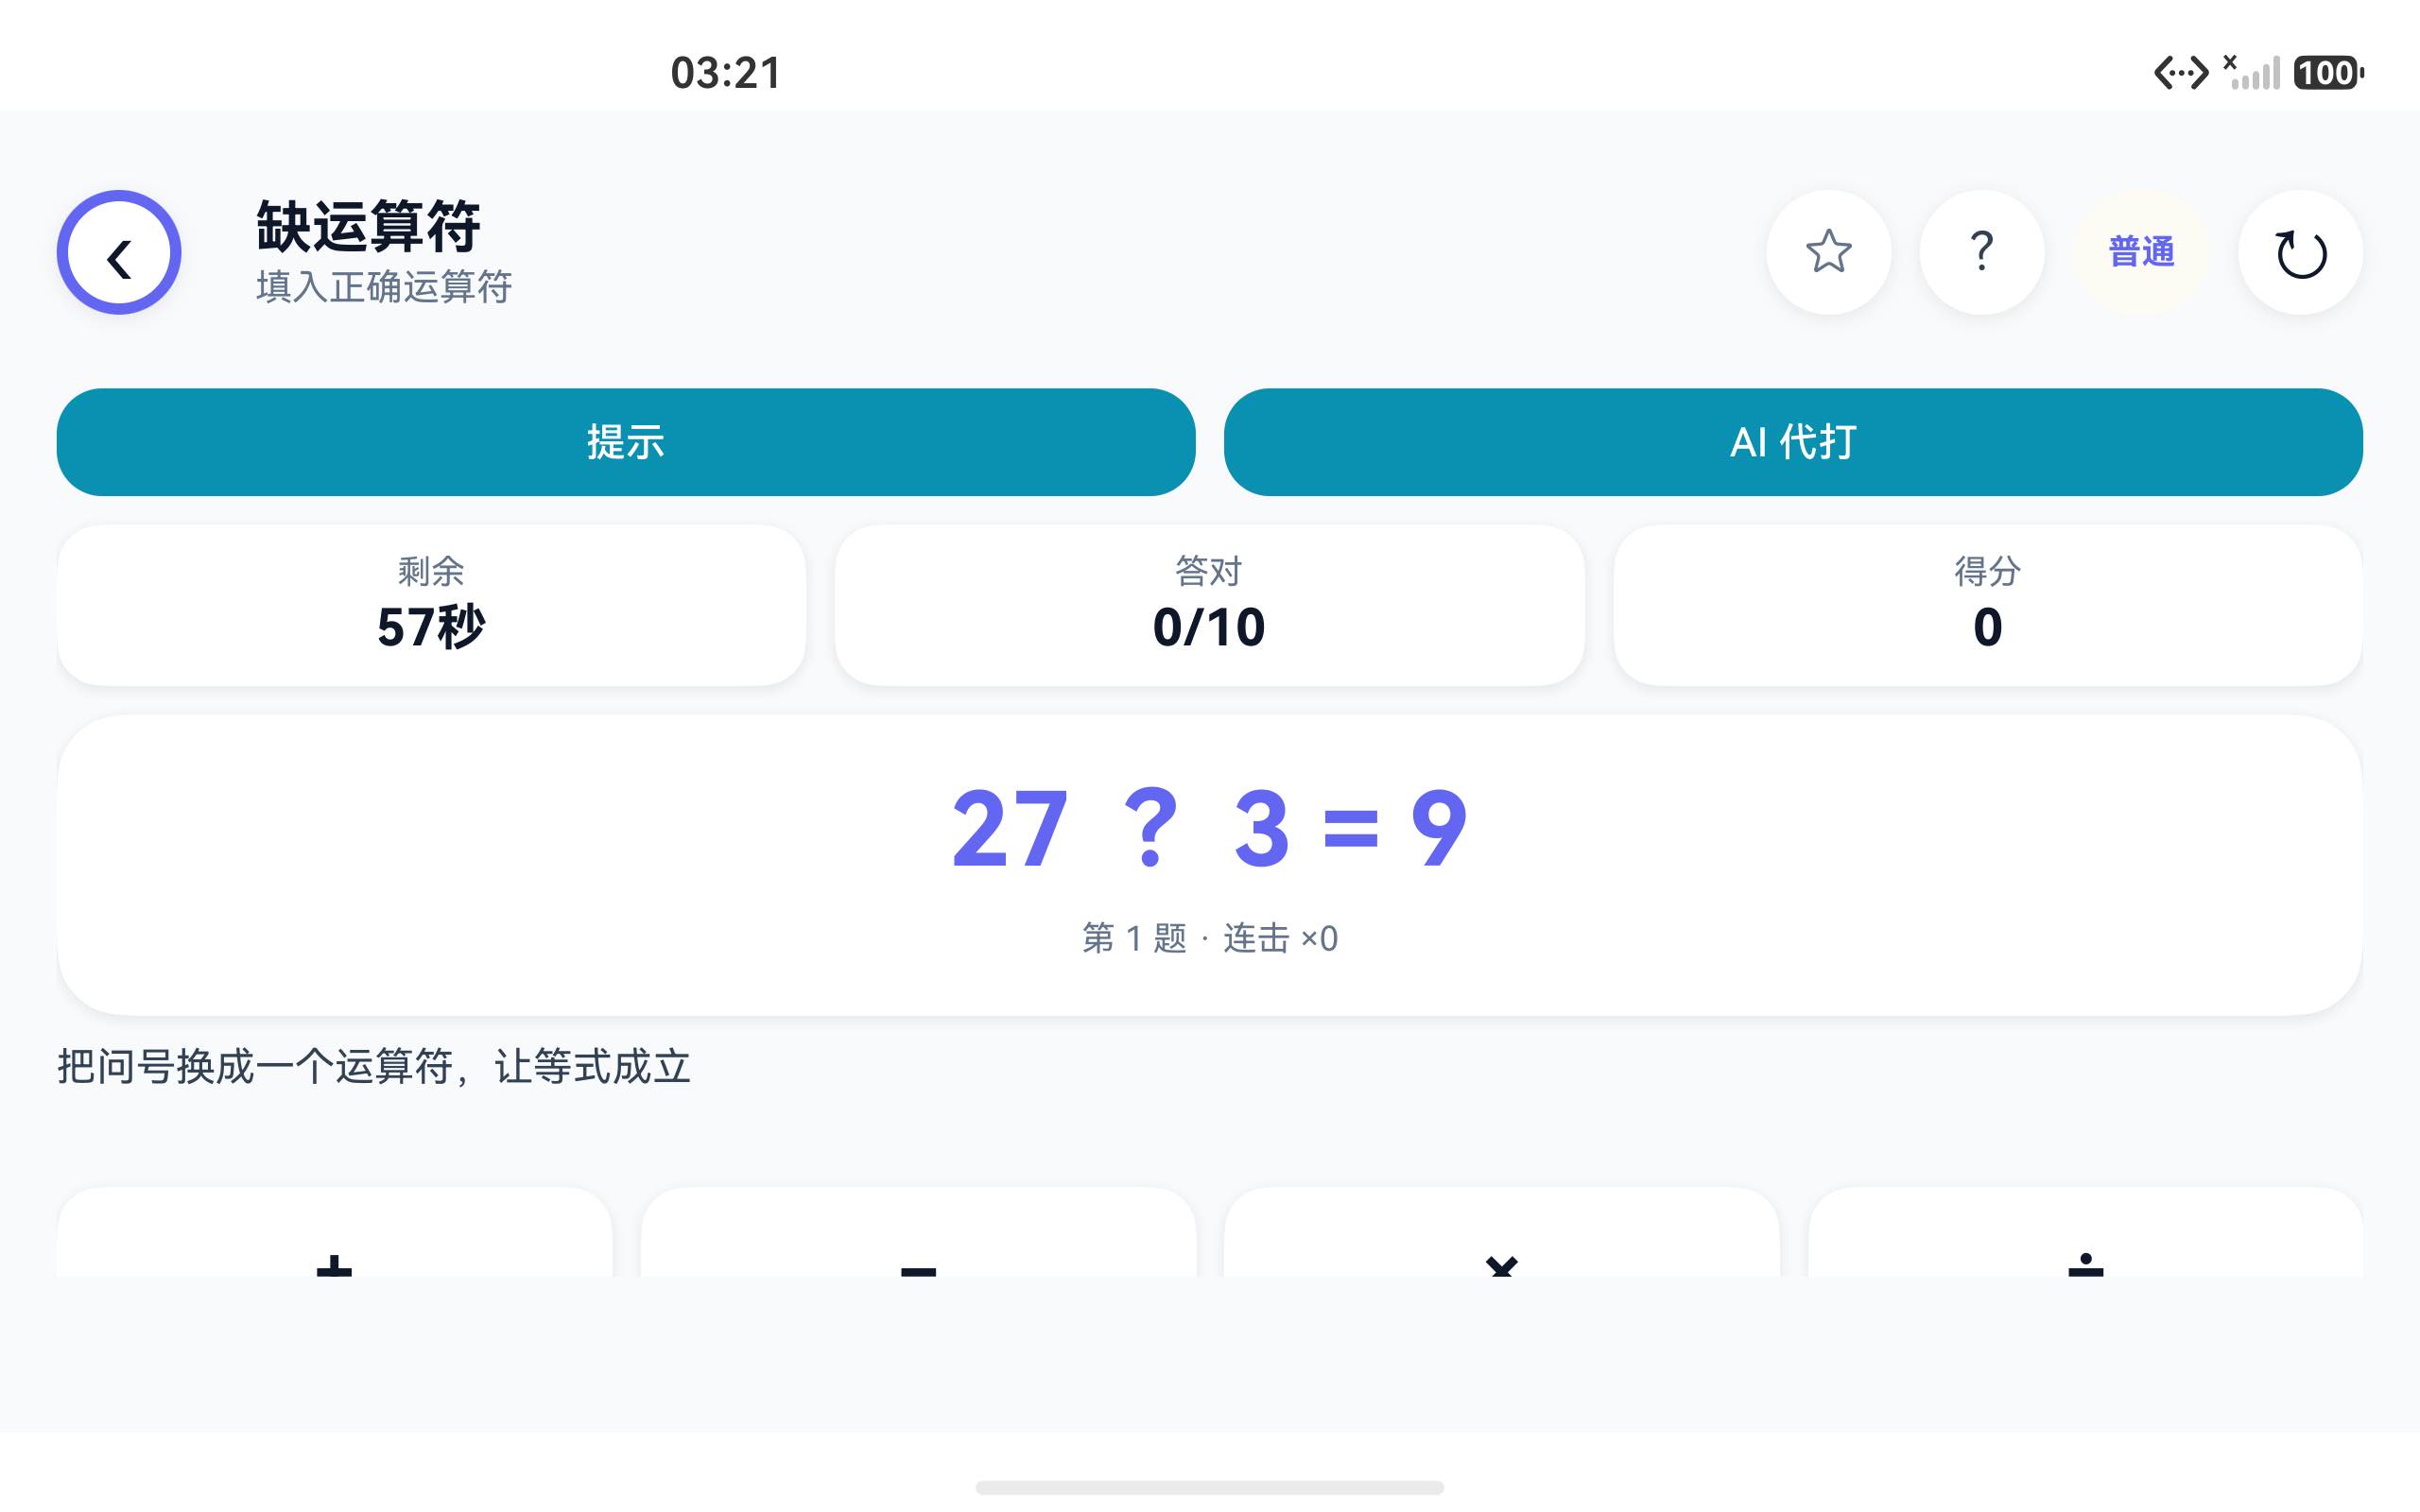 03:21
100
缺运算符
填入正确运算符
?
普通
提示
AI 代打
剩余
57秒
答对
0/10
得分
0
27 ? 3 = 9
第 1 题 · 连击 ×0
把问号换成一个运算符，让等式成立
+
−
×
÷